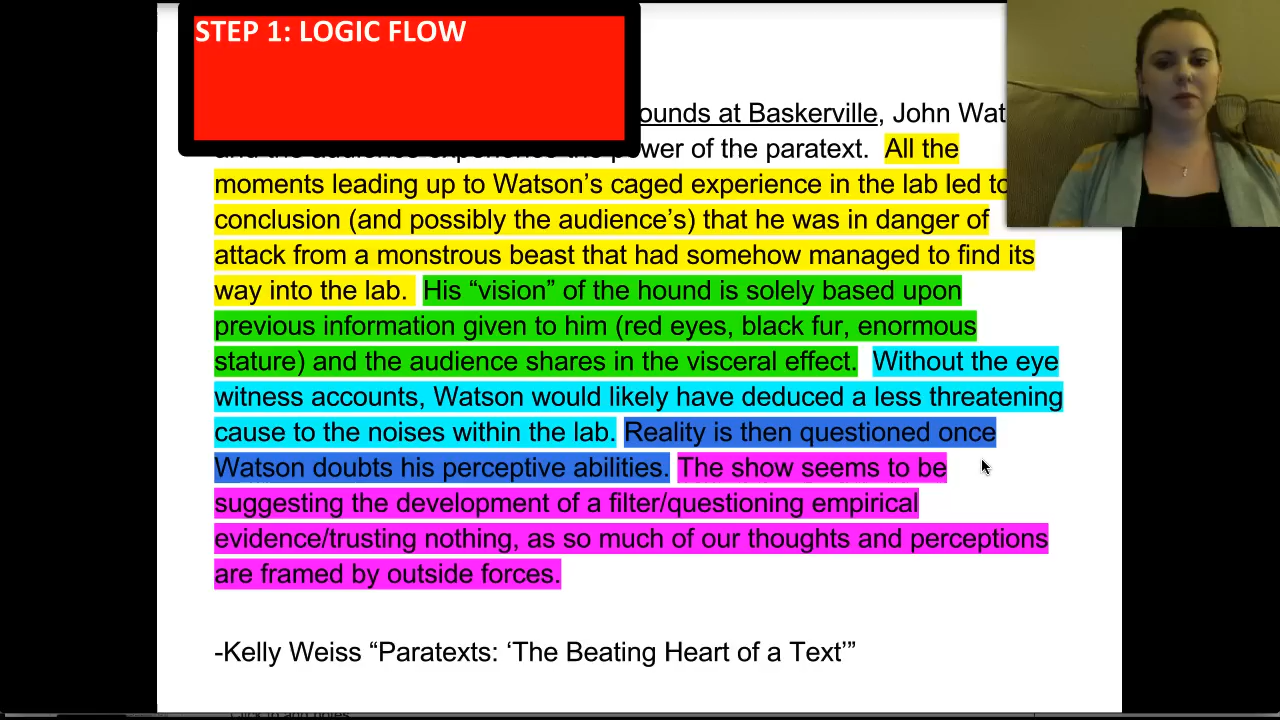 STEP 1: LOGIC FLOW
ounds at Baskerville, John Wat
and the audience experience the power of the paratext. All the
moments leading up to Watson’s caged experience in the lab led to
conclusion (and possibly the audience’s) that he was in danger of
attack from a monstrous beast that had somehow managed to find its
way into the lab. His “vision” of the hound is solely based upon
previous information given to him (red eyes, black fur, enormous
stature) and the audience shares in the visceral effect. Without the eye
witness accounts, Watson would likely have deduced a less threatening
cause to the noises within the lab. Reality is then questioned once
Watson doubts his perceptive abilities. The show seems to be
suggesting the development of a filter/questioning empirical
evidence/trusting nothing, as so much of our thoughts and perceptions
are framed by outside forces.
-Kelly Weiss “Paratexts: ‘The Beating Heart of a Text’”